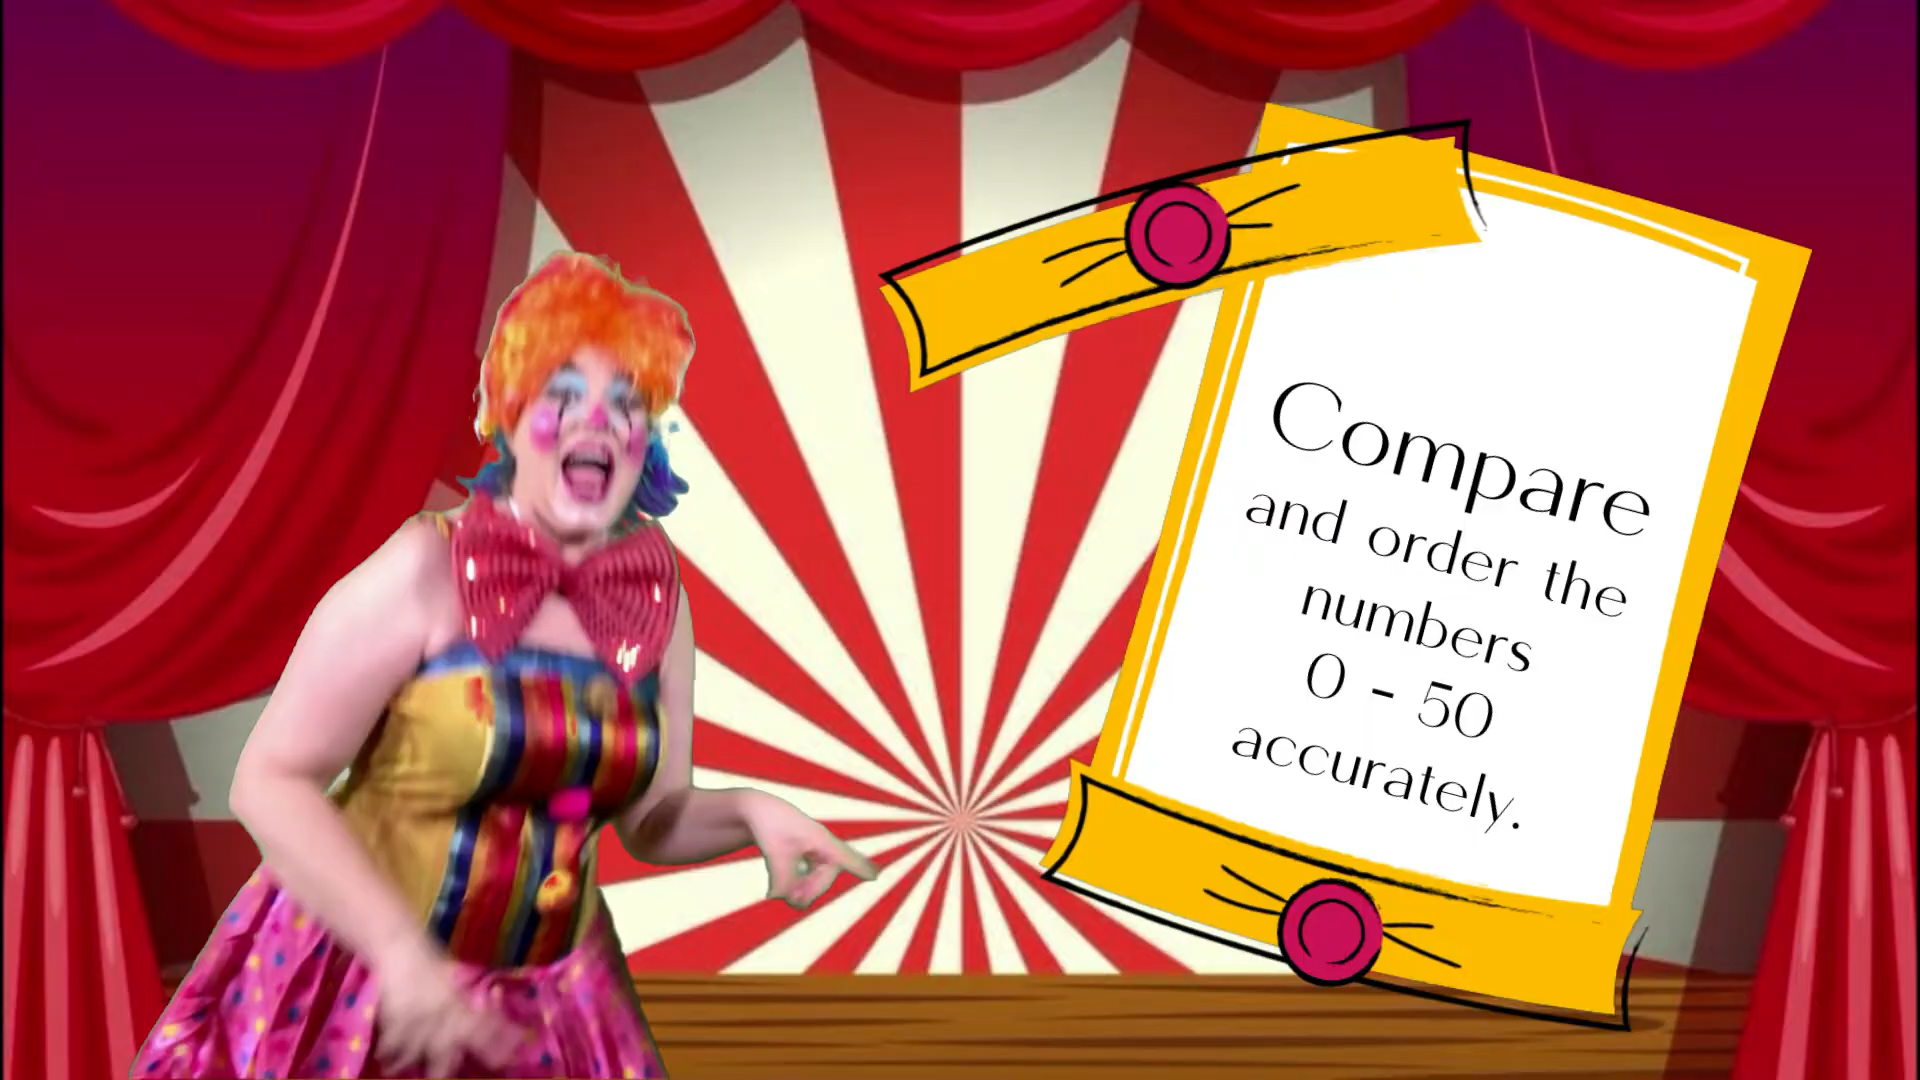 Compare
and order the
numbers
0 - 50
accurately.